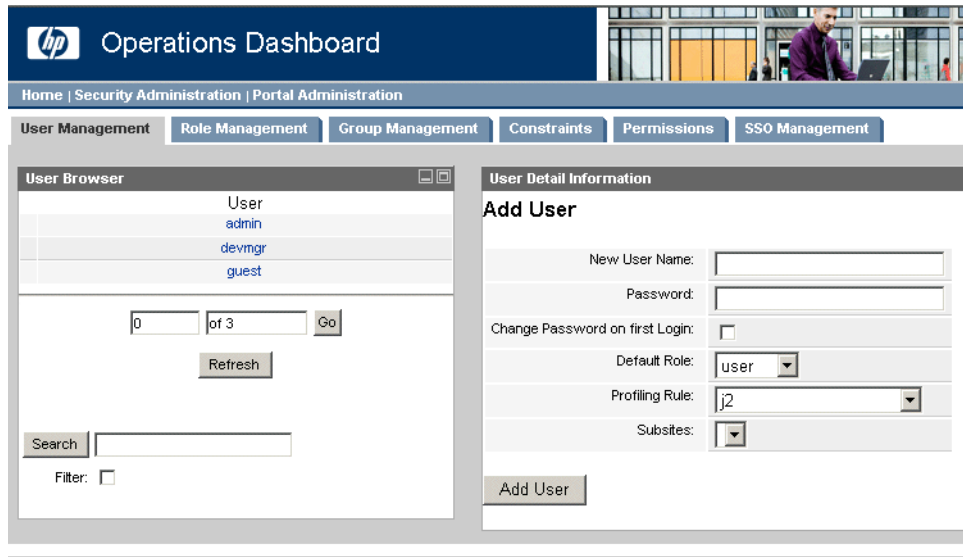 hp Operations Dashboard
Home | Security Administration | Portal Administration
User Management Role Management Group Management Constraints Permissions SSO Management
User Browser
User
admin
devmgr
guest
0 of 3 Go
Refresh
Search
Filter:
User Detail Information
Add User
New User Name:
Password:
Change Password on first Login:
Default Role: user
Profiling Rule: j2
Subsites:
Add User